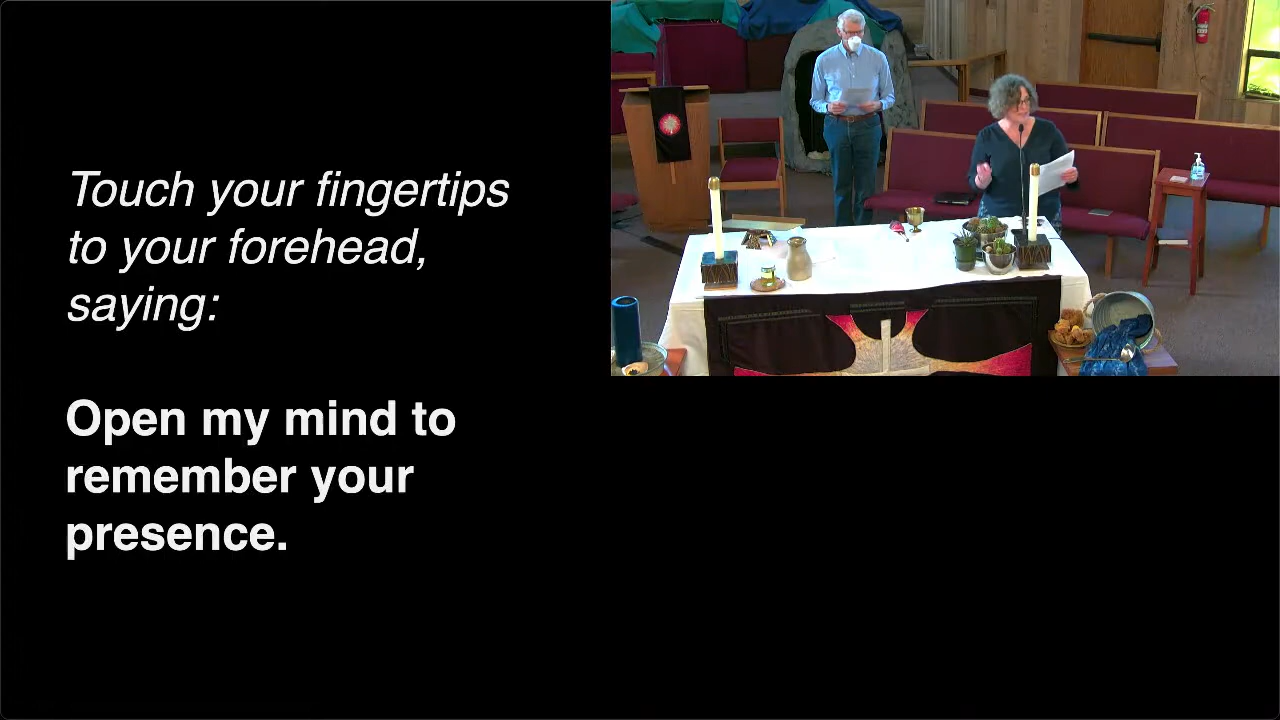 Touch your fingertips
to your forehead,
saying:
Open my mind to
remember your
presence.